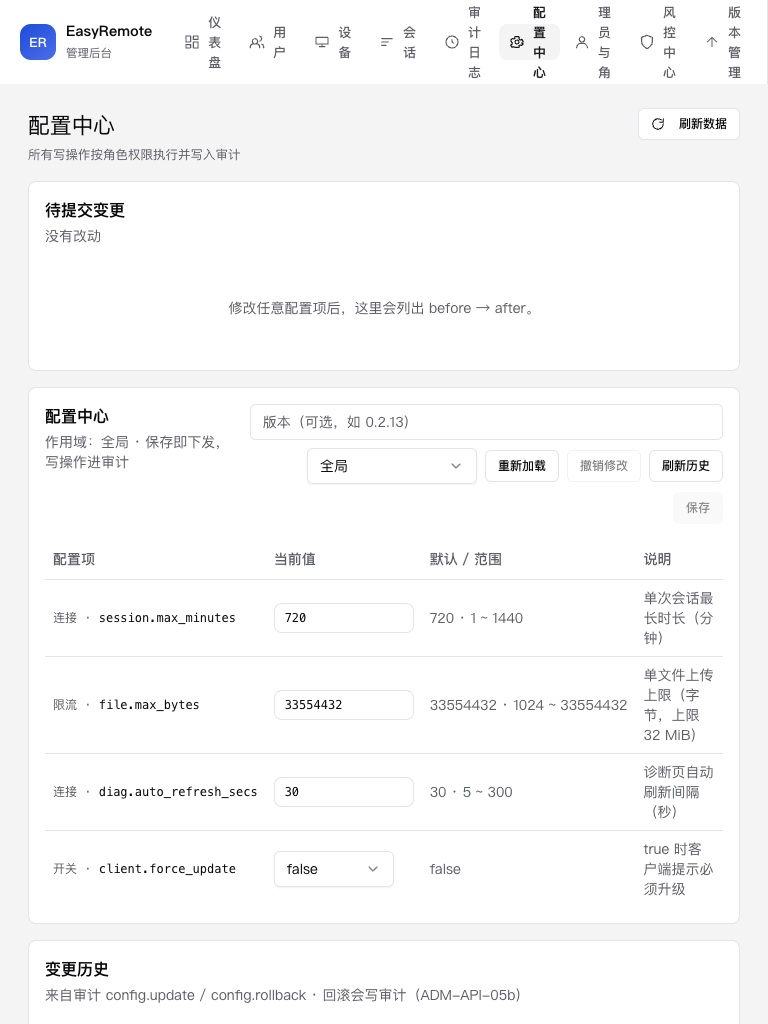 ER
EasyRemote
管理后台
仪表盘
用户
设备
会话
审计日志
配置中心
理员与角
风控中心
版本管理
配置中心
所有写操作按角色权限执行并写入审计
刷新数据
待提交变更
没有改动
修改任意配置项后，这里会列出 before → after。
配置中心
作用域：全局 · 保存即下发，
写操作进审计
版本（可选，如 0.2.13）
全局
重新加载
撤销修改
刷新历史
保存
配置项 当前值 默认 / 范围 说明
连接 · session.max_minutes 720 720 · 1 ~ 1440
单次会话最
长时长（分
钟）
限流 · file.max_bytes 33554432 33554432 · 1024 ~ 33554432
单文件上传
上限（字
节，上限
32 MiB）
连接 · diag.auto_refresh_secs 30 30 · 5 ~ 300
诊断页自动
刷新间隔
（秒）
开关 · client.force_update false false
true 时客
户端提示必
须升级
变更历史
来自审计 config.update / config.rollback · 回滚会写审计（ADM-API-05b）